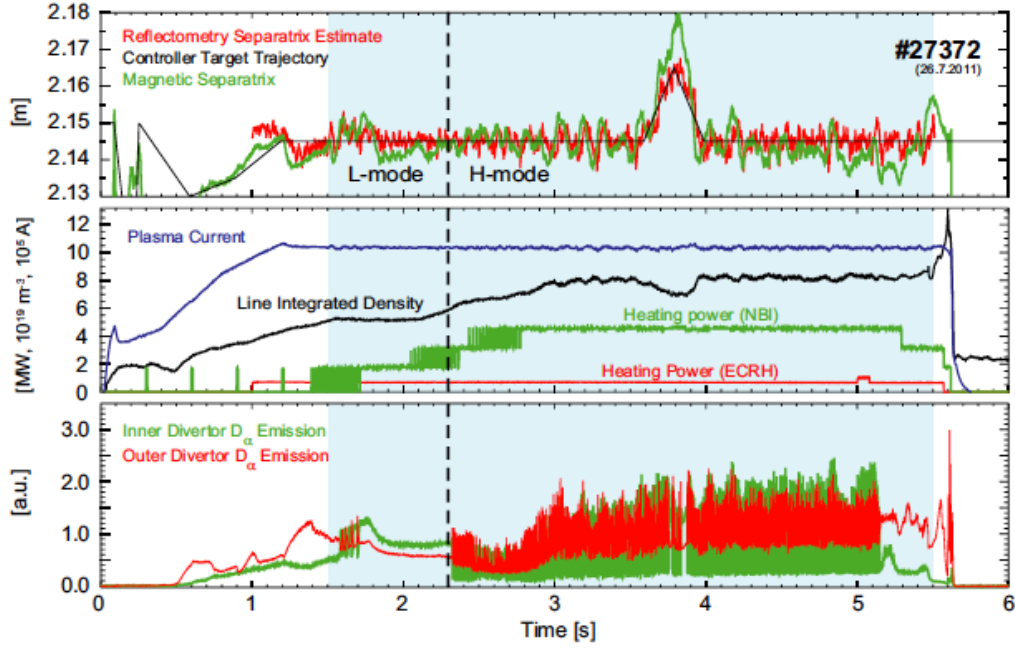 2.18
2.16
2.15
2.14
2.13
[m]
Reflectometry Separatrix Estimate
Controller Target Trajectory
Magnetic Separatrix
#27372
(26.7.2011)
L-mode
H-mode
12
10
8
6
4
2
0
[MW, 10¹⁹ m⁻³, 10⁵ A]
Plasma Current
Line Integrated Density
Heating power (NBI)
Heating Power (ECRH)
3.0
2.0
1.0
0.0
[a.u.]
Inner Divertor Dα Emission
Outer Divertor Dα Emission
0
1
2
3
4
5
6
Time [s]